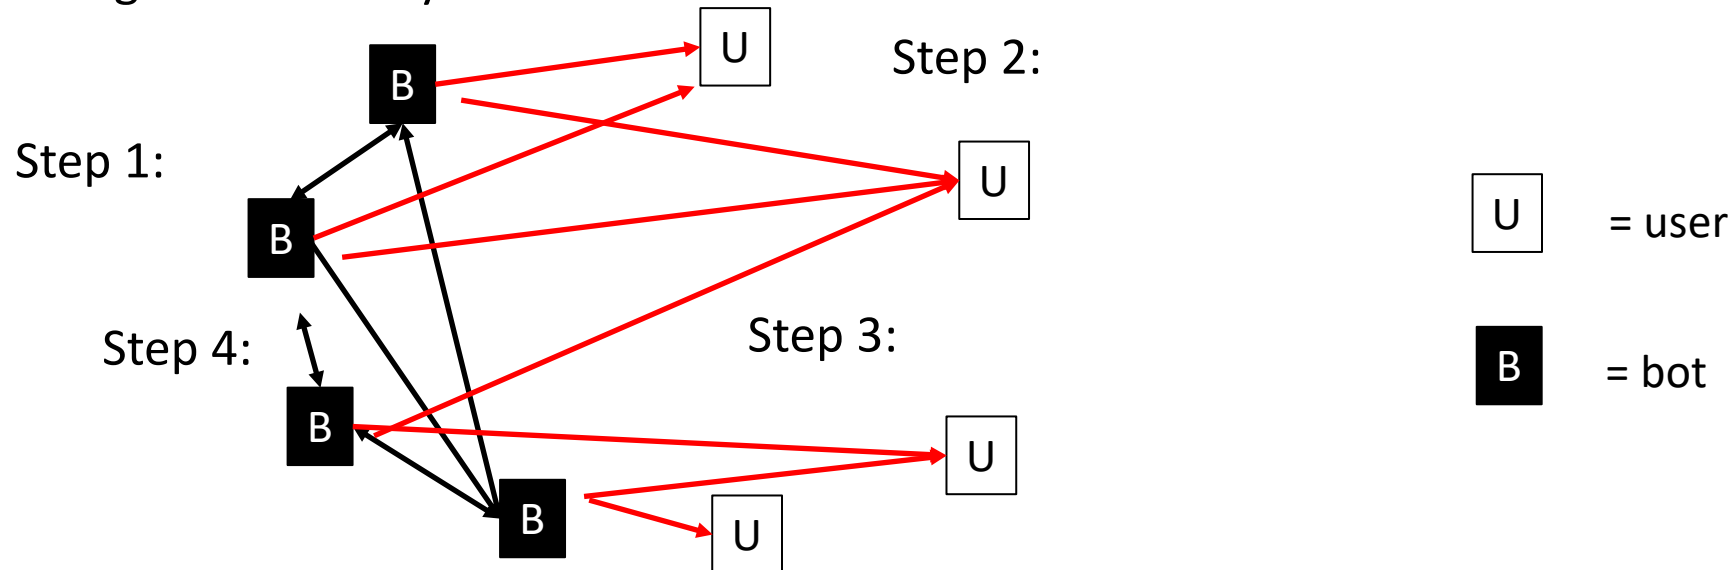 U
Step 2:
B
Step 1:
U
U = user
B
Step 4:
Step 3:
B = bot
B
U
B
U